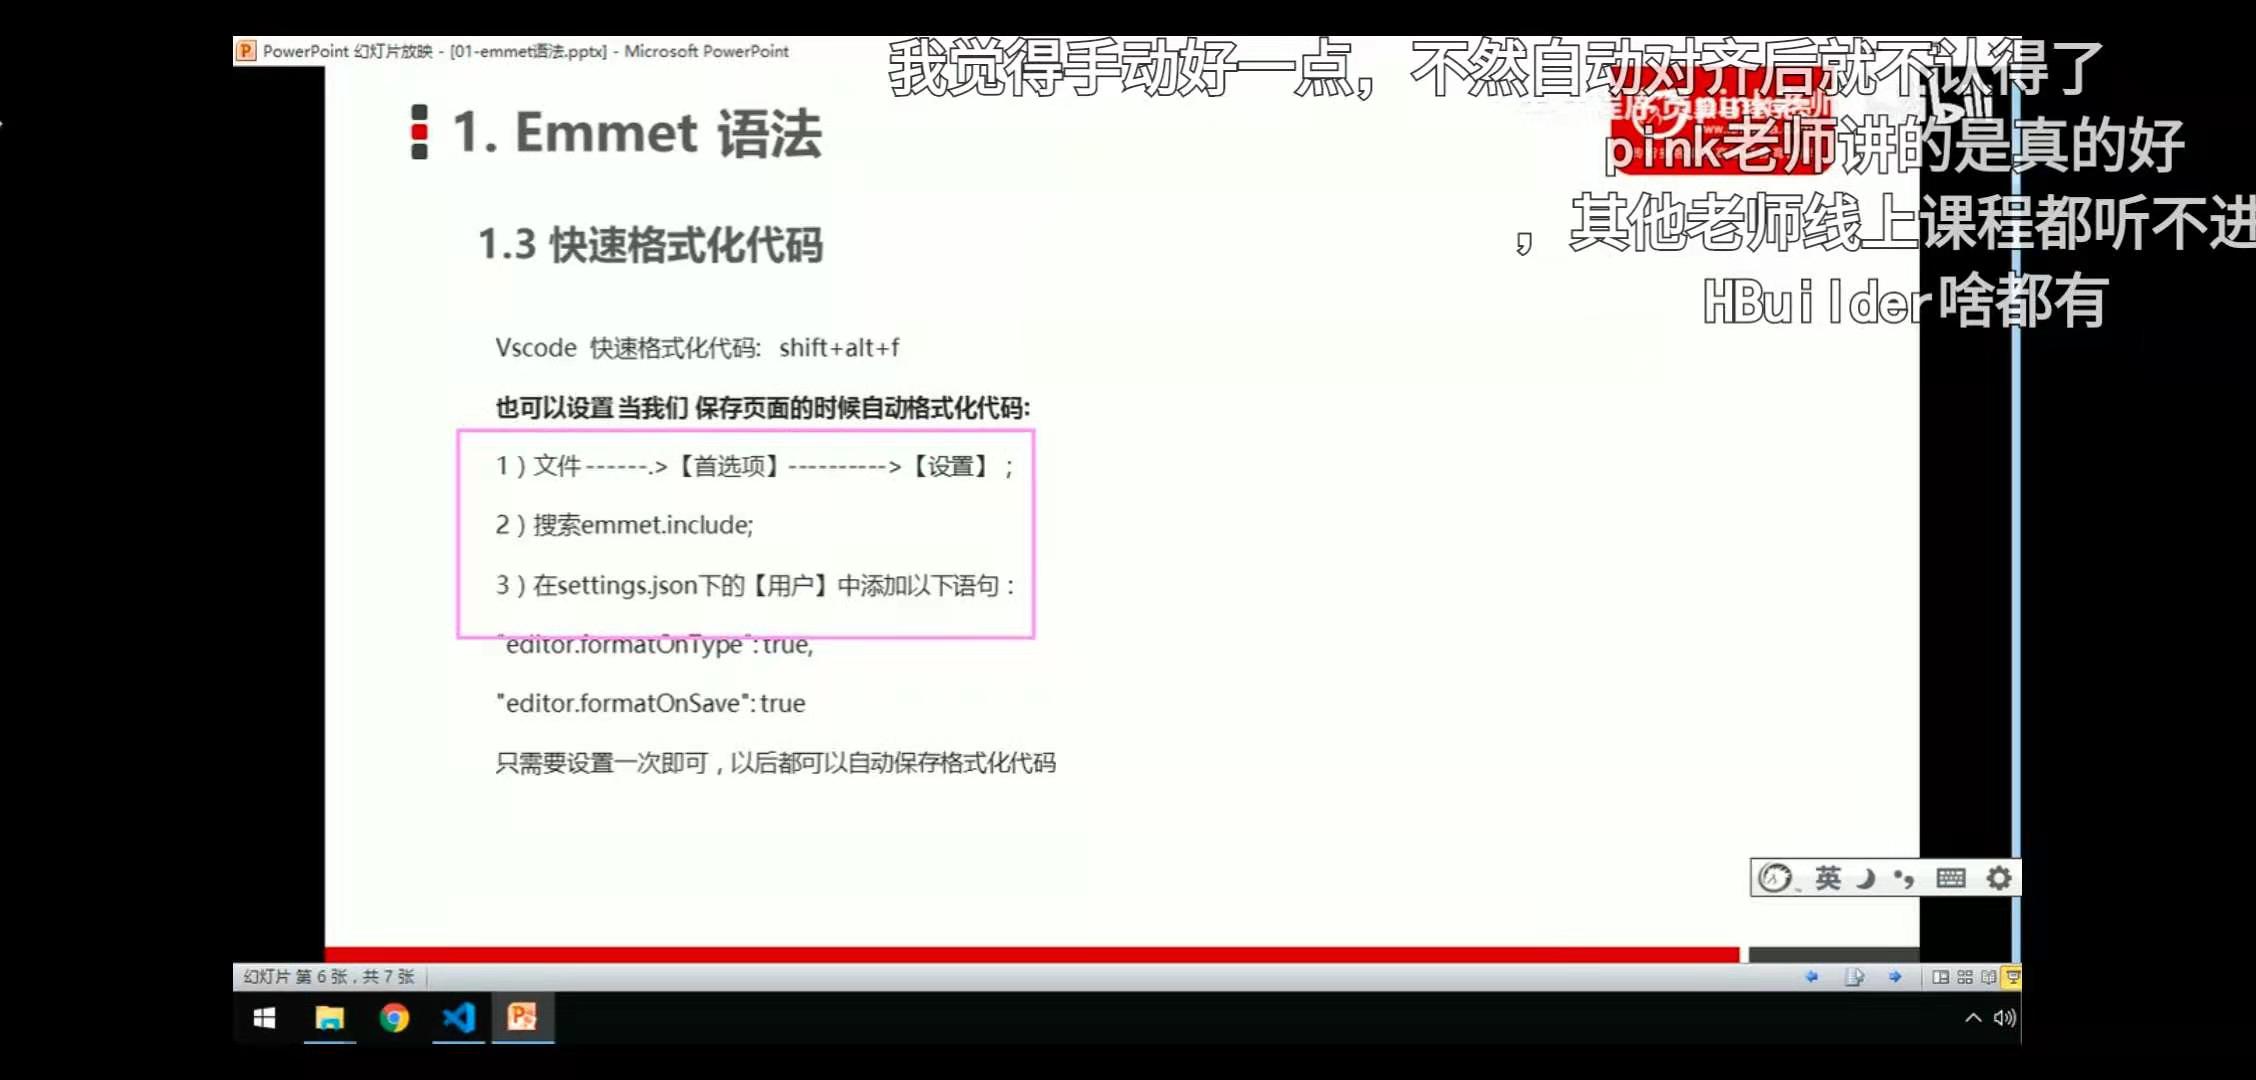 PowerPoint 幻灯片放映 - [01-emmet语法.pptx] - Microsoft PowerPoint
我觉得手动好一点，不然自动对齐后就不认得了
pink老师讲的是真的好
，其他老师线上课程都听不进
HBuilder啥都有
1. Emmet 语法
1.3 快速格式化代码
Vscode 快速格式化代码: shift+alt+f
也可以设置 当我们 保存页面的时候自动格式化代码:
1）文件------.>【首选项】---------->【设置】；
2）搜索emmet.include;
3）在settings.json下的【用户】中添加以下语句：
"editor.formatOnType":true,
"editor.formatOnSave":true
只需要设置一次即可，以后都可以自动保存格式化代码
英
幻灯片 第 6 张，共 7 张